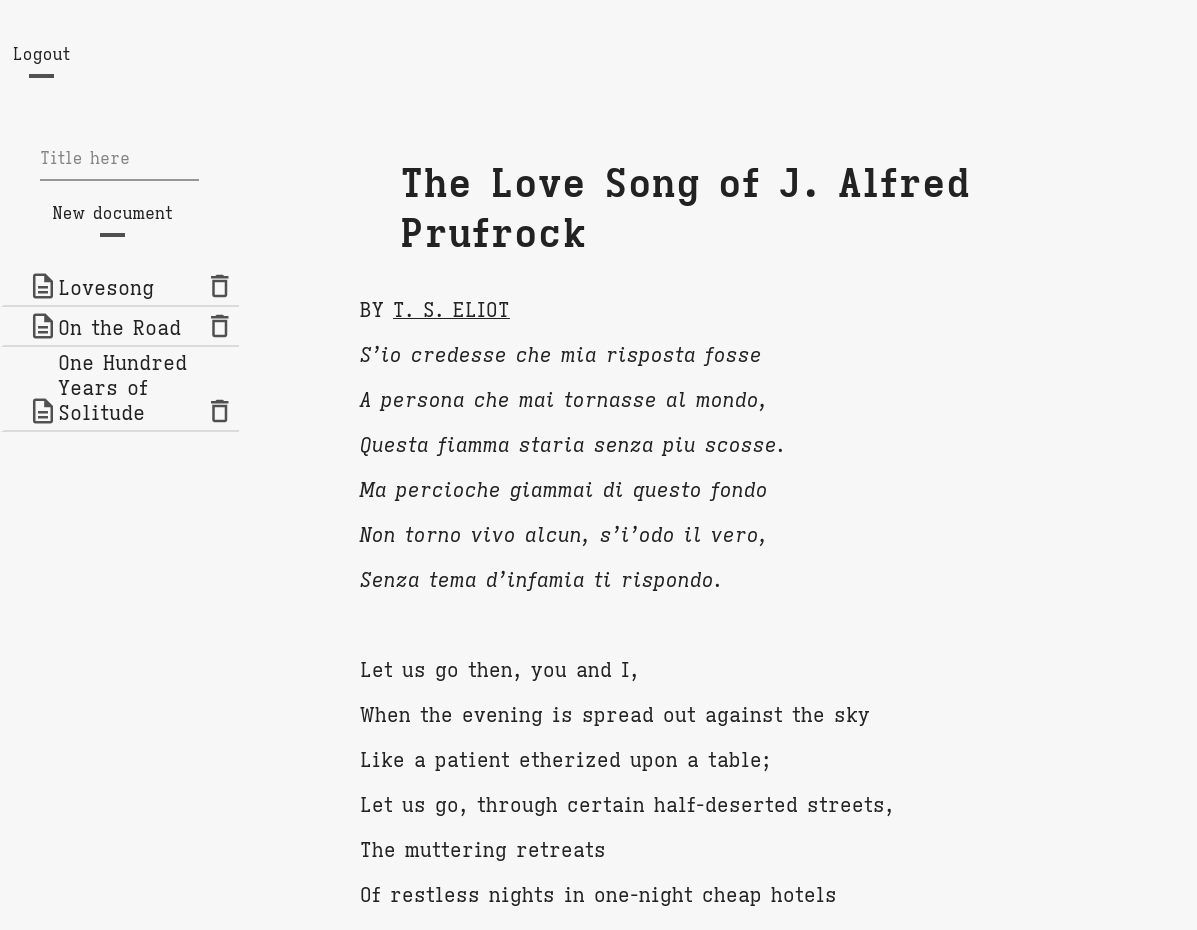 Logout
Title here
New document
Lovesong
On the Road
One Hundred
Years of
Solitude
The Love Song of J. Alfred
Prufrock
BY T. S. ELIOT
S’io credesse che mia risposta fosse
A persona che mai tornasse al mondo,
Questa fiamma staria senza piu scosse.
Ma percioche giammai di questo fondo
Non torno vivo alcun, s’i’odo il vero,
Senza tema d’infamia ti rispondo.
Let us go then, you and I,
When the evening is spread out against the sky
Like a patient etherized upon a table;
Let us go, through certain half-deserted streets,
The muttering retreats
Of restless nights in one-night cheap hotels